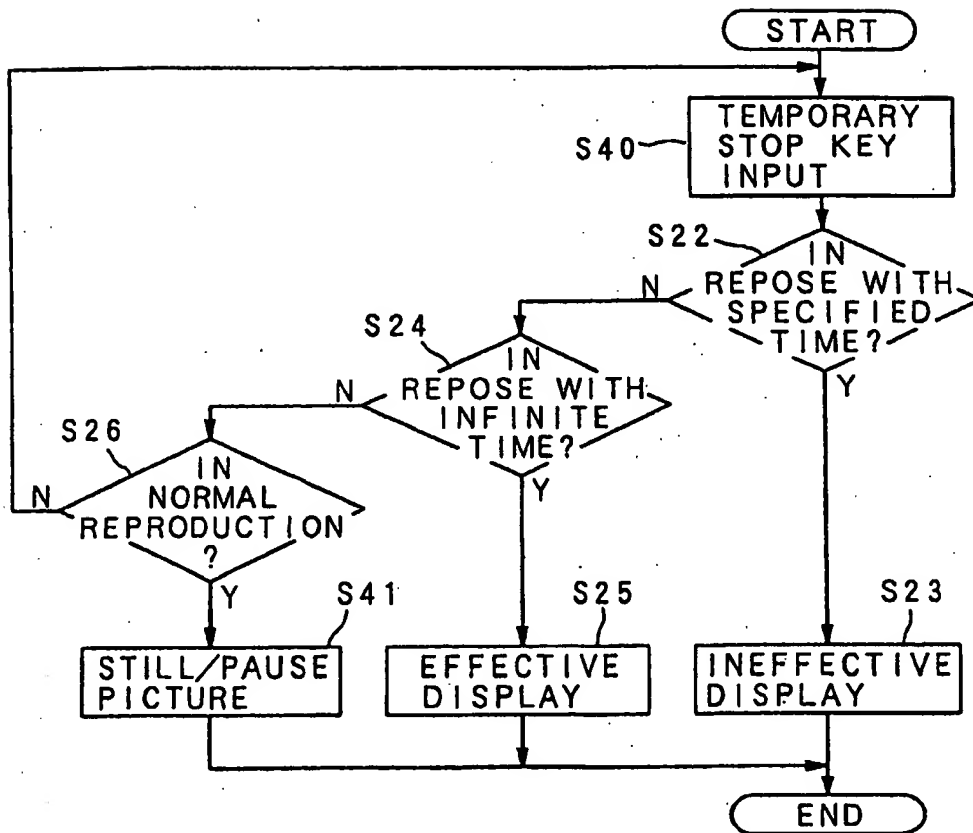 START
TEMPORARY
STOP KEY
INPUT
S40
S22
IN
REPOSE WITH
SPECIFIED
TIME?
N
Y
S24
IN
REPOSE WITH
INFINITE
TIME?
N
Y
S26
IN
NORMAL
REPRODUCTION
?
N
Y
S41
STILL/PAUSE
PICTURE
S25
EFFECTIVE
DISPLAY
S23
INEFFECTIVE
DISPLAY
END